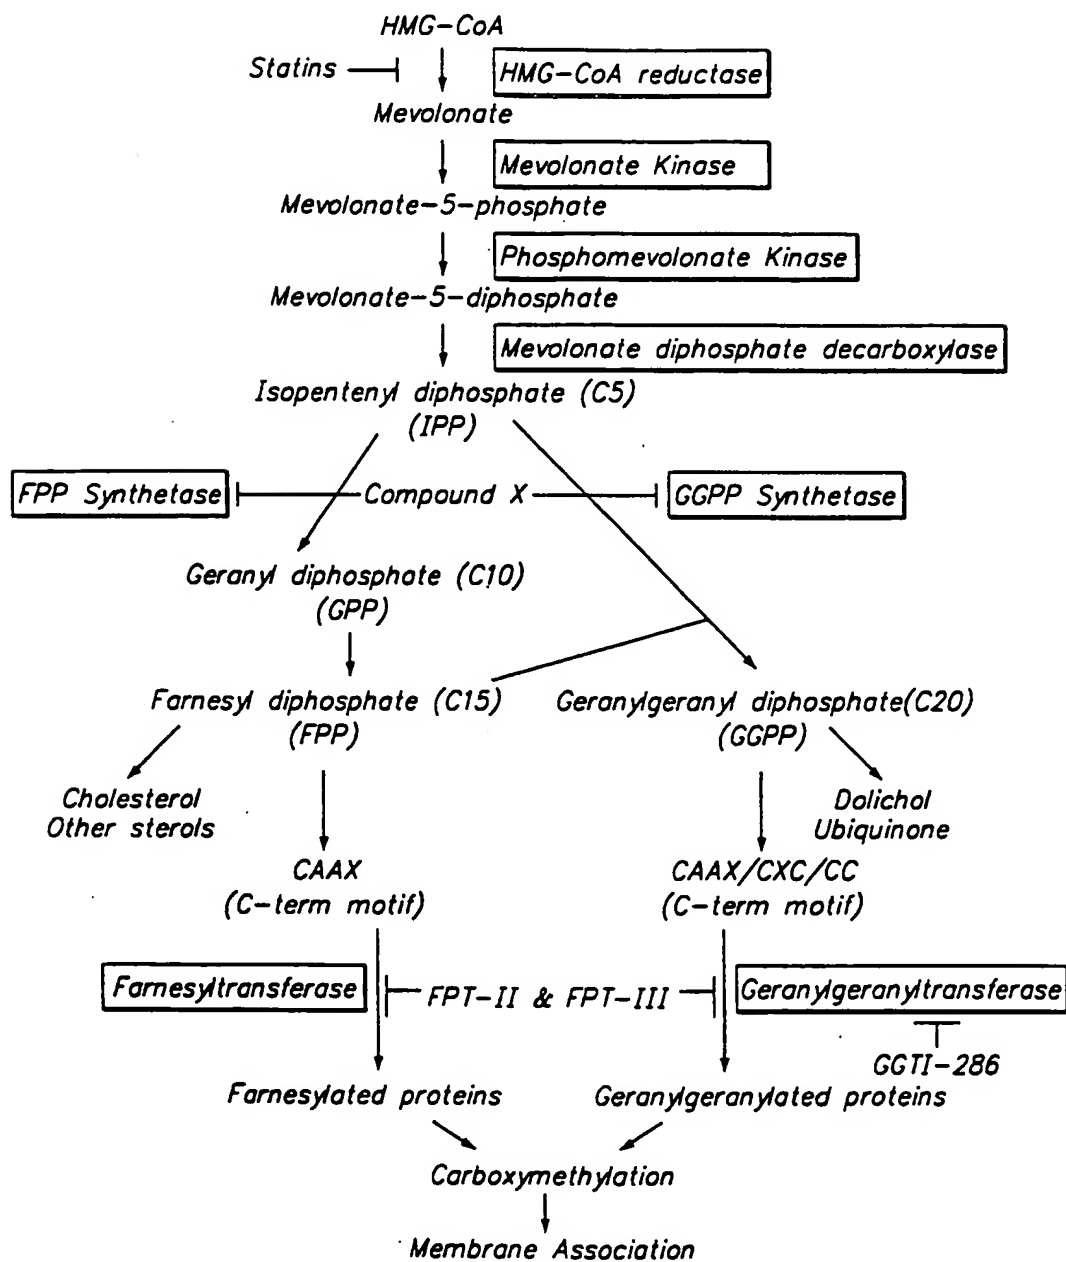 HMG-CoA
Statins
HMG-CoA reductase
Mevolonate
Mevolonate Kinase
Mevolonate-5-phosphate
Phosphomevolonate Kinase
Mevolonate-5-diphosphate
Mevolonate diphosphate decarboxylase
Isopentenyl diphosphate (C5)
(IPP)
FPP Synthetase
Compound X
GGPP Synthetase
Geranyl diphosphate (C10)
(GPP)
Farnesyl diphosphate (C15)
(FPP)
Geranylgeranyl diphosphate(C20)
(GGPP)
Cholesterol
Other sterols
Dolichol
Ubiquinone
CAAX
(C-term motif)
CAAX/CXC/CC
(C-term motif)
Farnesyltransferase
FPT-II & FPT-III
Geranylgeranyltransferase
GGTI-286
Farnesylated proteins
Geranylgeranylated proteins
Carboxymethylation
Membrane Association